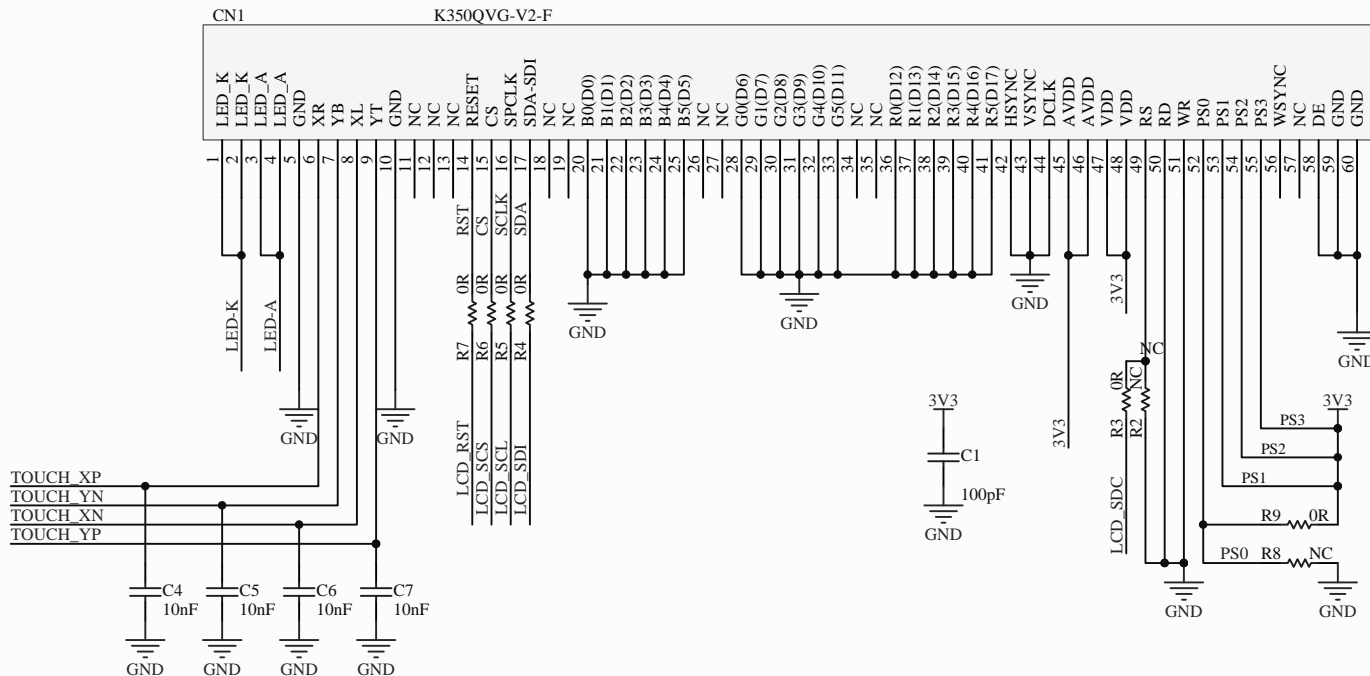 CN1 K350QVG-V2-F
LED_K
LED_K
LED_A
LED_A
GND
XR
YB
XL
YT
GND
NC
NC
NC
RESET
CS
SPCLK
SDA-SDI
NC
NC
B0(D0)
B1(D1)
B2(D2)
B3(D3)
B4(D4)
B5(D5)
NC
NC
G0(D6)
G1(D7)
G2(D8)
G3(D9)
G4(D10)
G5(D11)
NC
NC
R0(D12)
R1(D13)
R2(D14)
R3(D15)
R4(D16)
R5(D17)
HSYNC
VSYNC
DCLK
AVDD
AVDD
VDD
VDD
RS
RD
WR
PS0
PS1
PS2
PS3
WSYNC
NC
DE
GND
GND
1
2
3
4
5
6
7
8
9
10
11
12
13
14
15
16
17
18
19
20
21
22
23
24
25
26
27
28
29
30
31
32
33
34
35
36
37
38
39
40
41
42
43
44
45
46
47
48
49
50
51
52
53
54
55
56
57
58
59
60
RST
CS
SCLK
SDA
0R
0R
0R
0R
R7
R6
R5
R4
LED-K
LED-A
GND
GND
GND
GND
GND
GND
3V3
3V3
NC
0R
NC
R3
R2
LCD_RST
LCD_SCS
LCD_SCL
LCD_SDI
LCD_SDC
3V3
C1
100pF
GND
3V3
PS3
PS2
PS1
R9 0R
PS0 R8 NC
GND
GND
TOUCH_XP
TOUCH_YN
TOUCH_XN
TOUCH_YP
C4
10nF
C5
10nF
C6
10nF
C7
10nF
GND
GND
GND
GND